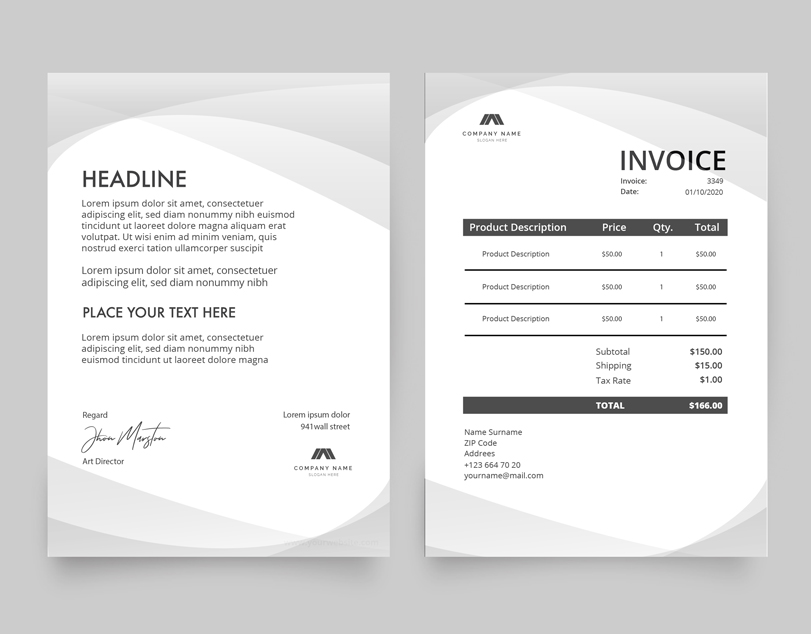 HEADLINE
Lorem ipsum dolor sit amet, consectetuer
adipiscing elit, sed diam nonummy nibh euismod
tincidunt ut laoreet dolore magna aliquam erat
volutpat. Ut wisi enim ad minim veniam, quis
nostrud exerci tation ullamcorper suscipit
Lorem ipsum dolor sit amet, consectetuer
adipiscing elit, sed diam nonummy nibh
PLACE YOUR TEXT HERE
Lorem ipsum dolor sit amet, consectetuer
adipiscing elit, sed diam nonummy nibh
euismod tincidunt ut laoreet dolore magna
Regard
Jhon Marston
Art Director
Lorem ipsum dolor
941wall street
COMPANY NAME
SLOGAN HERE
COMPANY NAME
SLOGAN HERE
INVOICE
Invoice: 3349
Date: 01/10/2020
Product Description Price Qty. Total
Product Description $50.00 1 $50.00
Product Description $50.00 1 $50.00
Product Description $50.00 1 $50.00
Subtotal $150.00
Shipping $15.00
Tax Rate $1.00
TOTAL $166.00
Name Surname
ZIP Code
Addrees
+123 664 70 20
yourname@mail.com